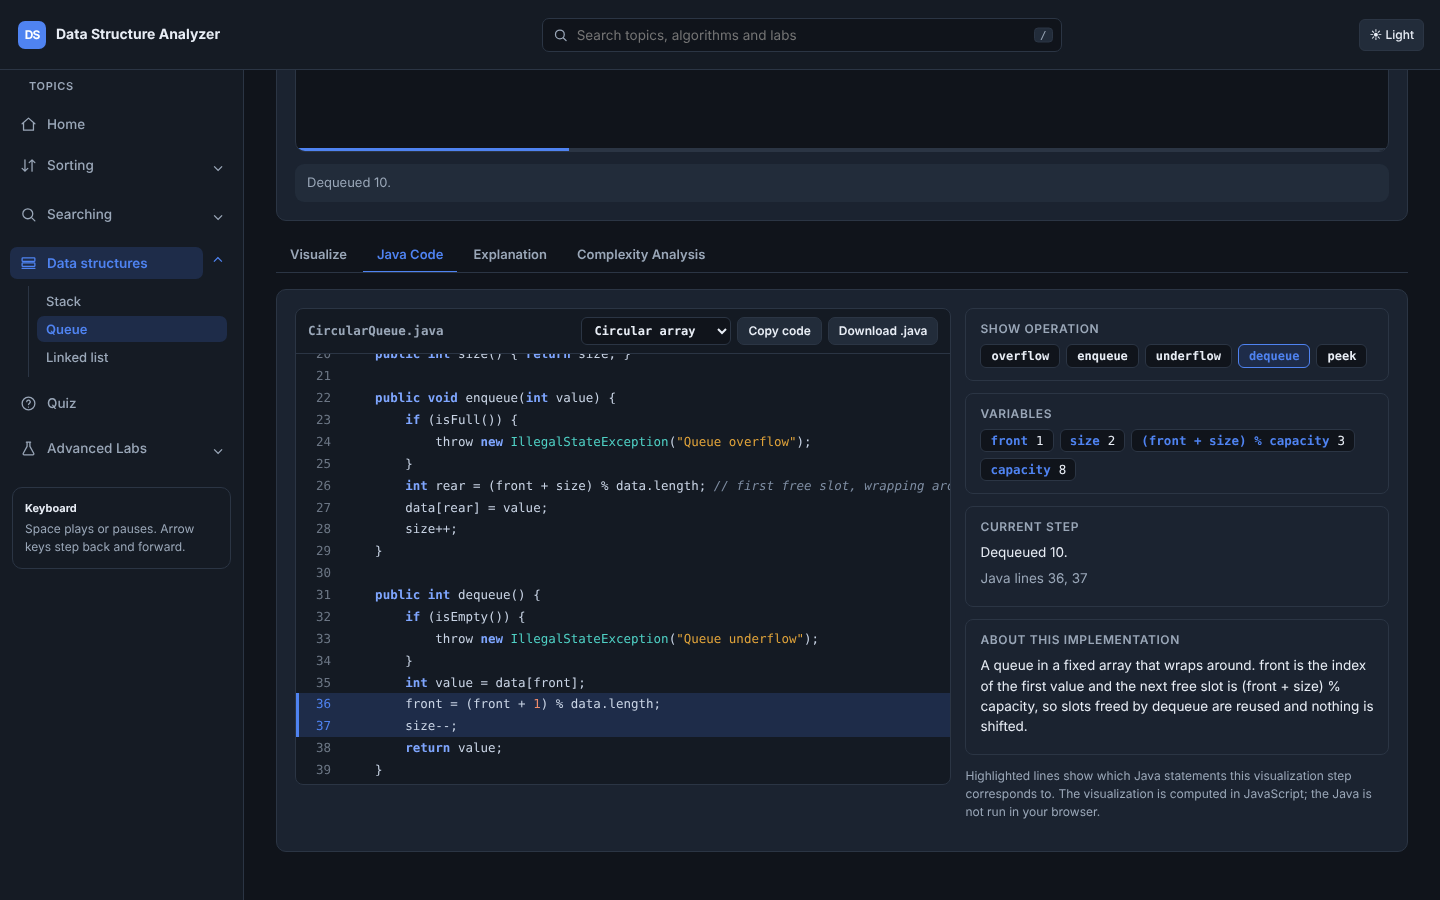 DS Data Structure Analyzer
Search topics, algorithms and labs /
☀ Light
TOPICS
Home
Sorting
Searching
Data structures
Stack
Queue
Linked list
Quiz
Advanced Labs
Keyboard
Space plays or pauses. Arrow
keys step back and forward.
Dequeued 10.
Visualize Java Code Explanation Complexity Analysis
CircularQueue.java Circular array Copy code Download .java
20 public int size() { return size; }
21
22 public void enqueue(int value) {
23 if (isFull()) {
24 throw new IllegalStateException("Queue overflow");
25 }
26 int rear = (front + size) % data.length; // first free slot, wrapping
27 data[rear] = value;
28 size++;
29 }
30
31 public int dequeue() {
32 if (isEmpty()) {
33 throw new IllegalStateException("Queue underflow");
34 }
35 int value = data[front];
36 front = (front + 1) % data.length;
37 size--;
38 return value;
39 }
SHOW OPERATION
overflow enqueue underflow dequeue peek
VARIABLES
front 1 size 2 (front + size) % capacity 3
capacity 8
CURRENT STEP
Dequeued 10.
Java lines 36, 37
ABOUT THIS IMPLEMENTATION
A queue in a fixed array that wraps around. front is the index
of the first value and the next free slot is (front + size) %
capacity, so slots freed by dequeue are reused and nothing is
shifted.
Highlighted lines show which Java statements this visualization step
corresponds to. The visualization is computed in JavaScript; the Java is
not run in your browser.